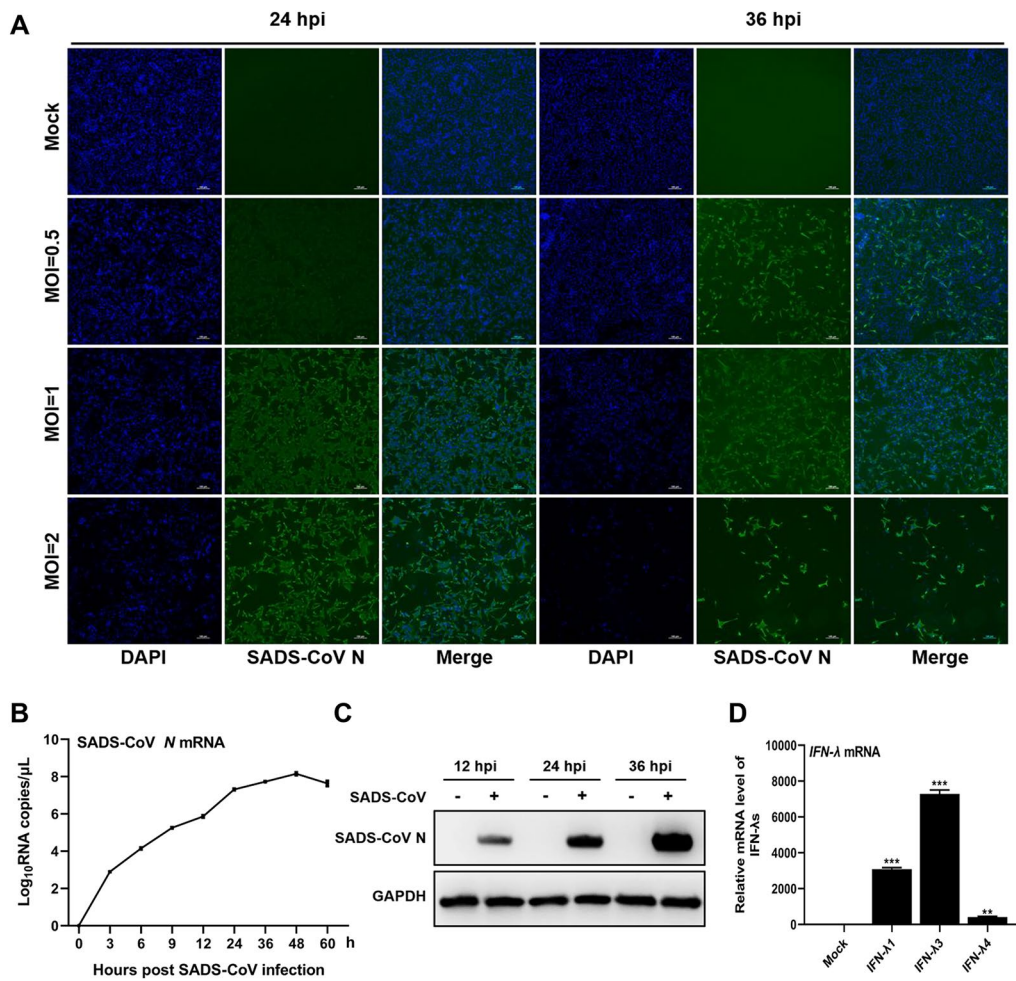 A
24 hpi
36 hpi
Mock
MOI=0.5
MOI=1
MOI=2
DAPI
SADS-CoV N
Merge
DAPI
SADS-CoV N
Merge
B
SADS-CoV N mRNA
Log10RNA copies/μL
10
8
6
4
2
0
0 3 6 9 12 24 36 48 60 h
Hours post SADS-CoV infection
C
12 hpi 24 hpi 36 hpi
SADS-CoV - + - + - +
SADS-CoV N
GAPDH
D
IFN-λ mRNA
Relative mRNA level of
IFN-λs
10000
8000
6000
4000
2000
0
***
***
**
Mock
IFN-λ1
IFN-λ3
IFN-λ4